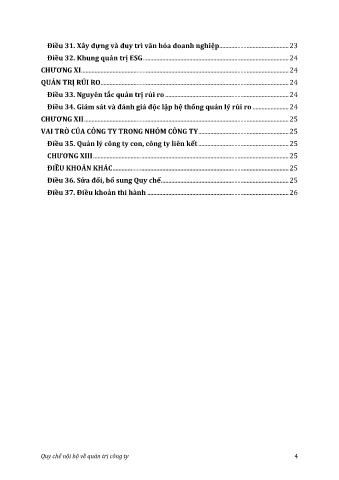 Điều 31. Xây dựng và duy trì văn hóa doanh nghiệp 23
Điều 32. Khung quản trị ESG 24
CHƯƠNG XI 24
QUẢN TRỊ RỦI RO 24
Điều 33. Nguyên tắc quản trị rủi ro 24
Điều 34. Giám sát và đánh giá độc lập hệ thống quản lý rủi ro 24
CHƯƠNG XII 25
VAI TRÒ CỦA CÔNG TY TRONG NHÓM CÔNG TY 25
Điều 35. Quản lý công ty con, công ty liên kết 25
CHƯƠNG XIII 25
ĐIỀU KHOẢN KHÁC 25
Điều 36. Sửa đổi, bổ sung Quy chế 25
Điều 37. Điều khoản thi hành 26
Quy chế nội bộ về quản trị công ty 4